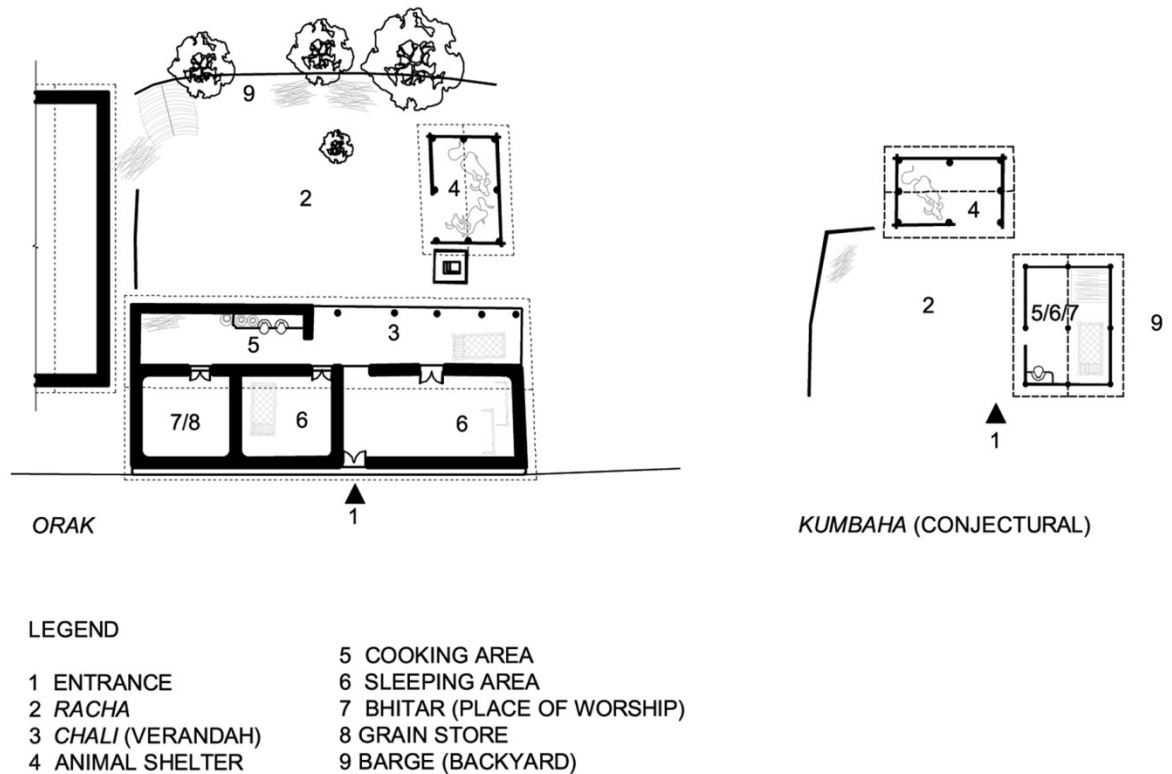 9
2
4
4
3
5
2
5/6/7
9
7/8
6
6
1
1
ORAK
KUMBAHA (CONJECTURAL)
LEGEND
1 ENTRANCE
2 RACHA
3 CHALI (VERANDAH)
4 ANIMAL SHELTER
5 COOKING AREA
6 SLEEPING AREA
7 BHITAR (PLACE OF WORSHIP)
8 GRAIN STORE
9 BARGE (BACKYARD)